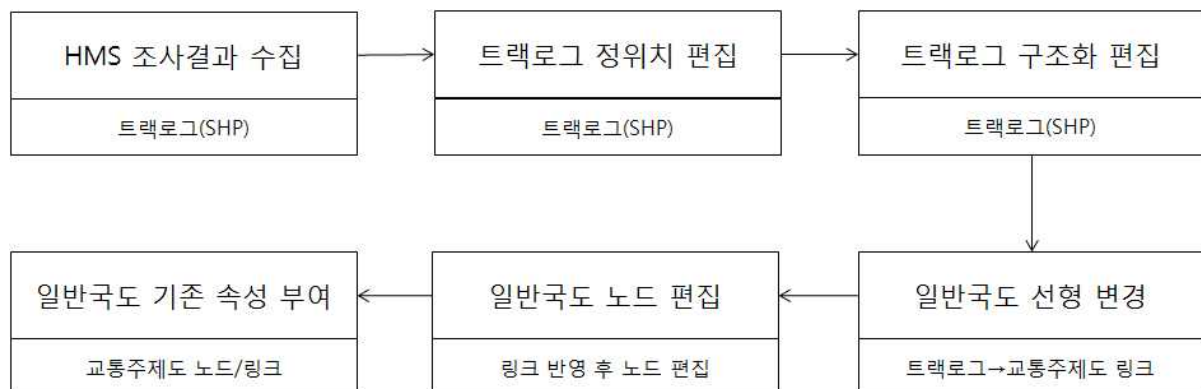 HMS 조사결과 수집
트랙로그(SHP)
트랙로그 정위치 편집
트랙로그(SHP)
트랙로그 구조화 편집
트랙로그(SHP)
일반국도 선형 변경
트랙로그→교통주제도 링크
일반국도 노드 편집
링크 반영 후 노드 편집
일반국도 기존 속성 부여
교통주제도 노드/링크